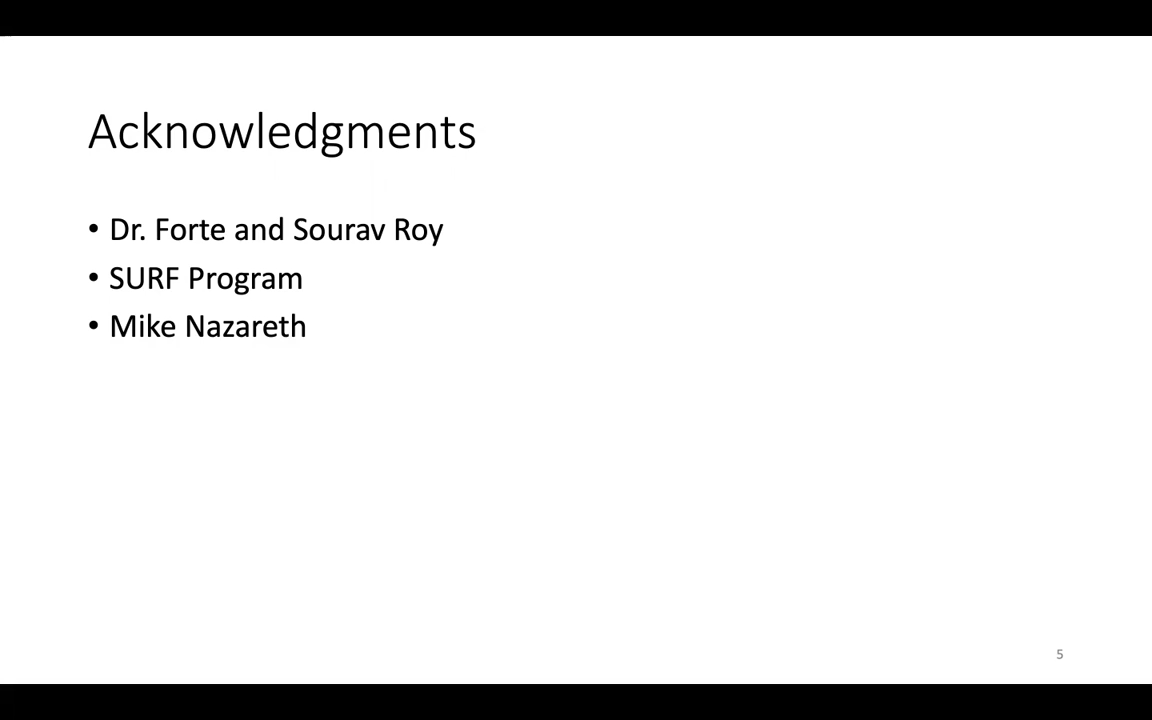 Acknowledgments
• Dr. Forte and Sourav Roy
• SURF Program
• Mike Nazareth
5